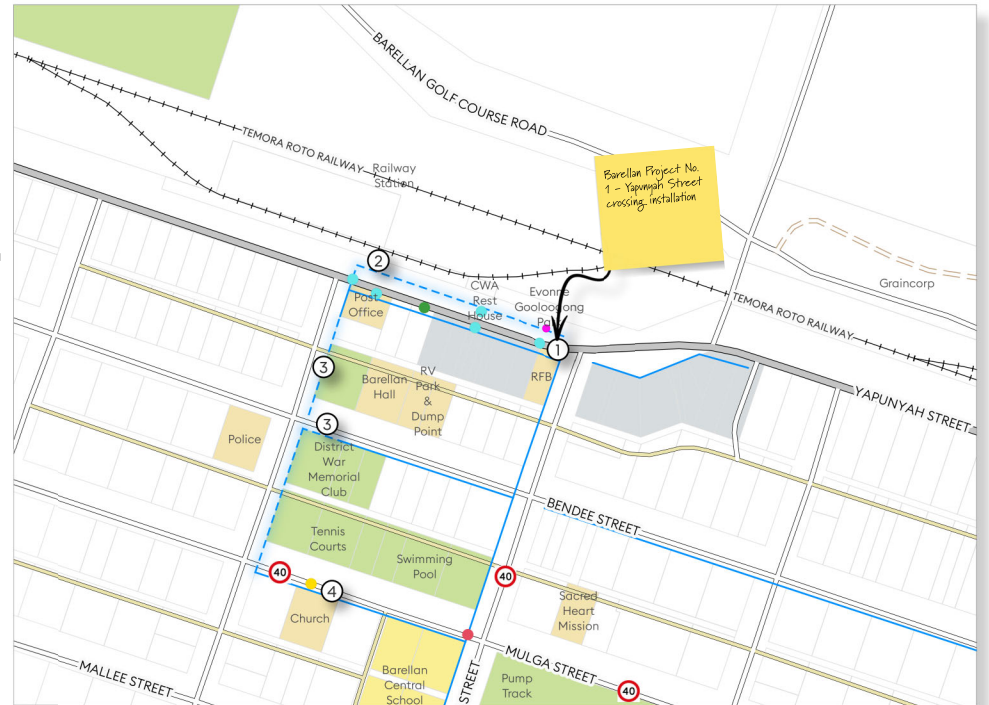 BARELLAN GOLF COURSE ROAD
TEMORA ROTO RAILWAY
Railway
Station
Barellan Project No.
1 - Yapunyah Street
crossing installation
2
CWA
Rest
House
Evonne
Goolagong
Graincorp
TEMORA ROTO RAILWAY
Post
Office
1
3
Barellan
Hall
RV
Park
&
Dump
Point
RFB
YAPUNYAH STREET
3
Police
District
War
Memorial
Club
BENDEE STREET
Tennis
Courts
Swimming
Pool
40
40
4
Church
Sacred
Heart
Mission
MALLEE STREET
Barellan
Central
School
STREET
MULGA STREET
Pump
Track
40